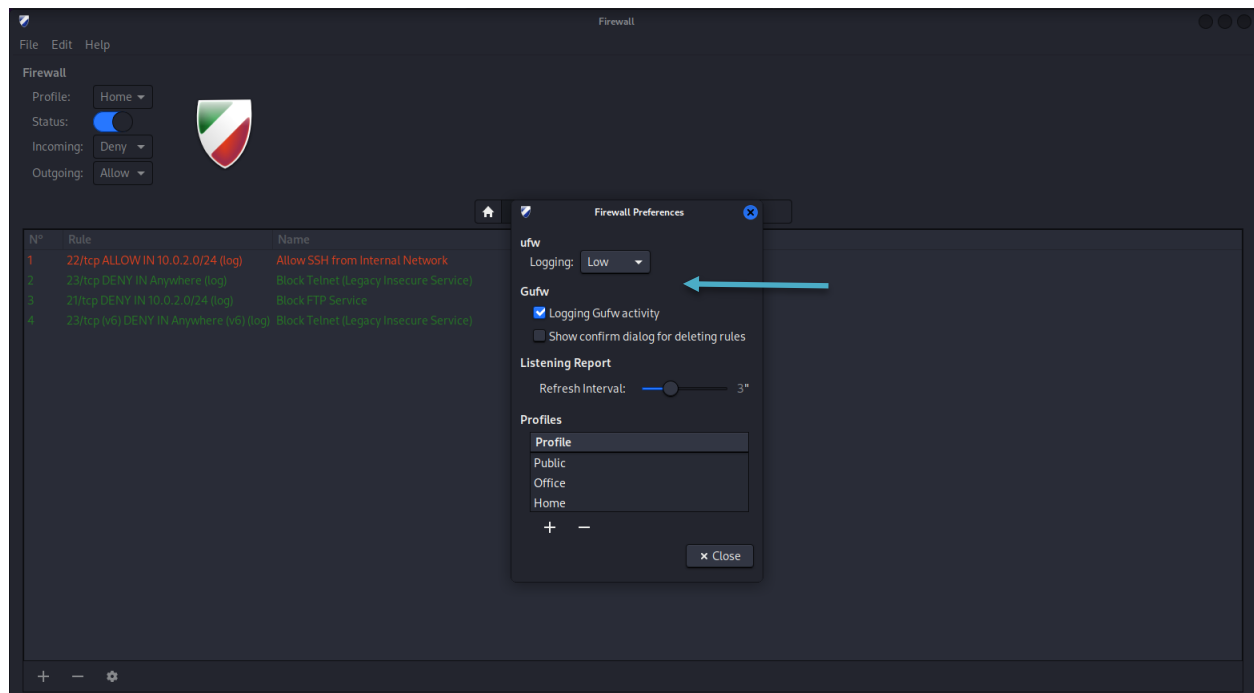 Firewall
File Edit Help
Firewall
Profile: Home
Status:
Incoming: Deny
Outgoing: Allow
Nº Rule Name
1 22/tcp ALLOW IN 10.0.2.0/24 (log) Allow SSH from Internal Network
2 23/tcp DENY IN Anywhere (log) Block Telnet (Legacy Insecure Service)
3 21/tcp DENY IN 10.0.2.0/24 (log) Block FTP Service
4 23/tcp (v6) DENY IN Anywhere (v6) (log) Block Telnet (Legacy Insecure Service)
Firewall Preferences
ufw
Logging: Low
Gufw
Logging Gufw activity
Show confirm dialog for deleting rules
Listening Report
Refresh Interval: 3"
Profiles
Profile
Public
Office
Home
Close